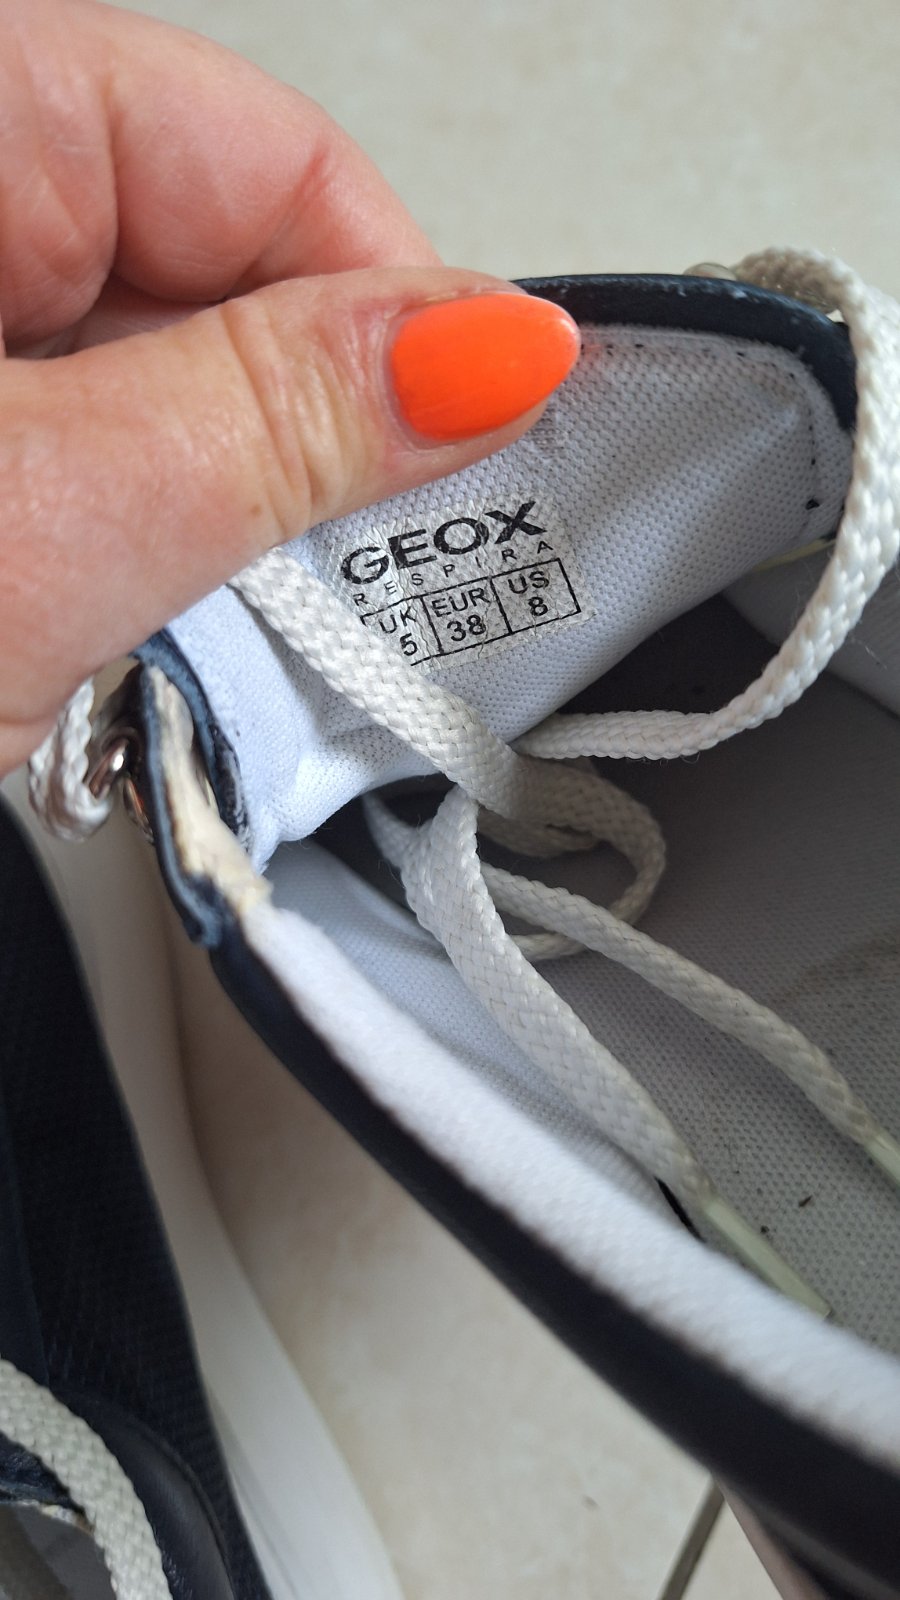 GEOX
RESPIRA
UK EUR US
5 38 8